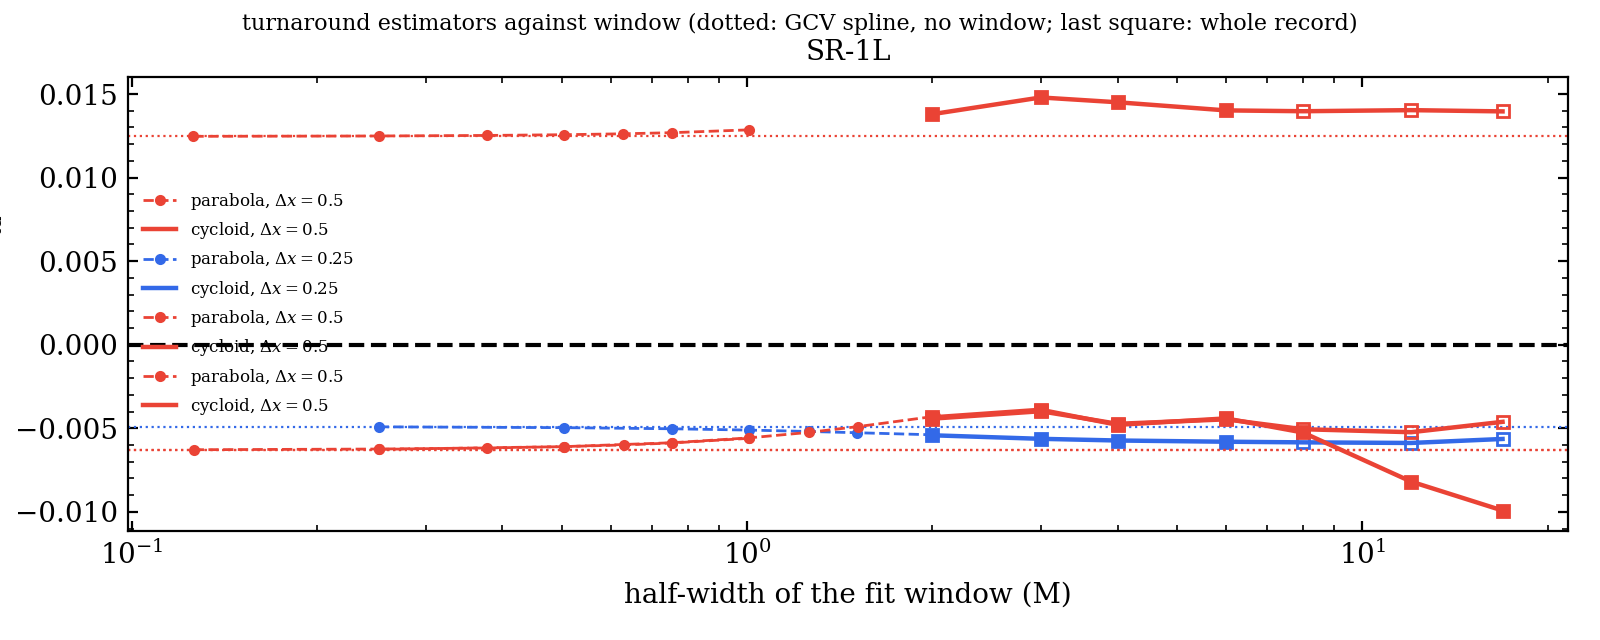 turnaround estimators against window (dotted: GCV spline, no window; last square: whole record)
SR-1L
0.015
0.010
0.005
0.000
−0.005
−0.010
parabola, Δx = 0.5
cycloid, Δx = 0.5
parabola, Δx = 0.25
cycloid, Δx = 0.25
parabola, Δx = 0.5
cycloid, Δx = 0.5
parabola, Δx = 0.5
cycloid, Δx = 0.5
10⁻¹ 10⁰ 10¹
half-width of the fit window (M)